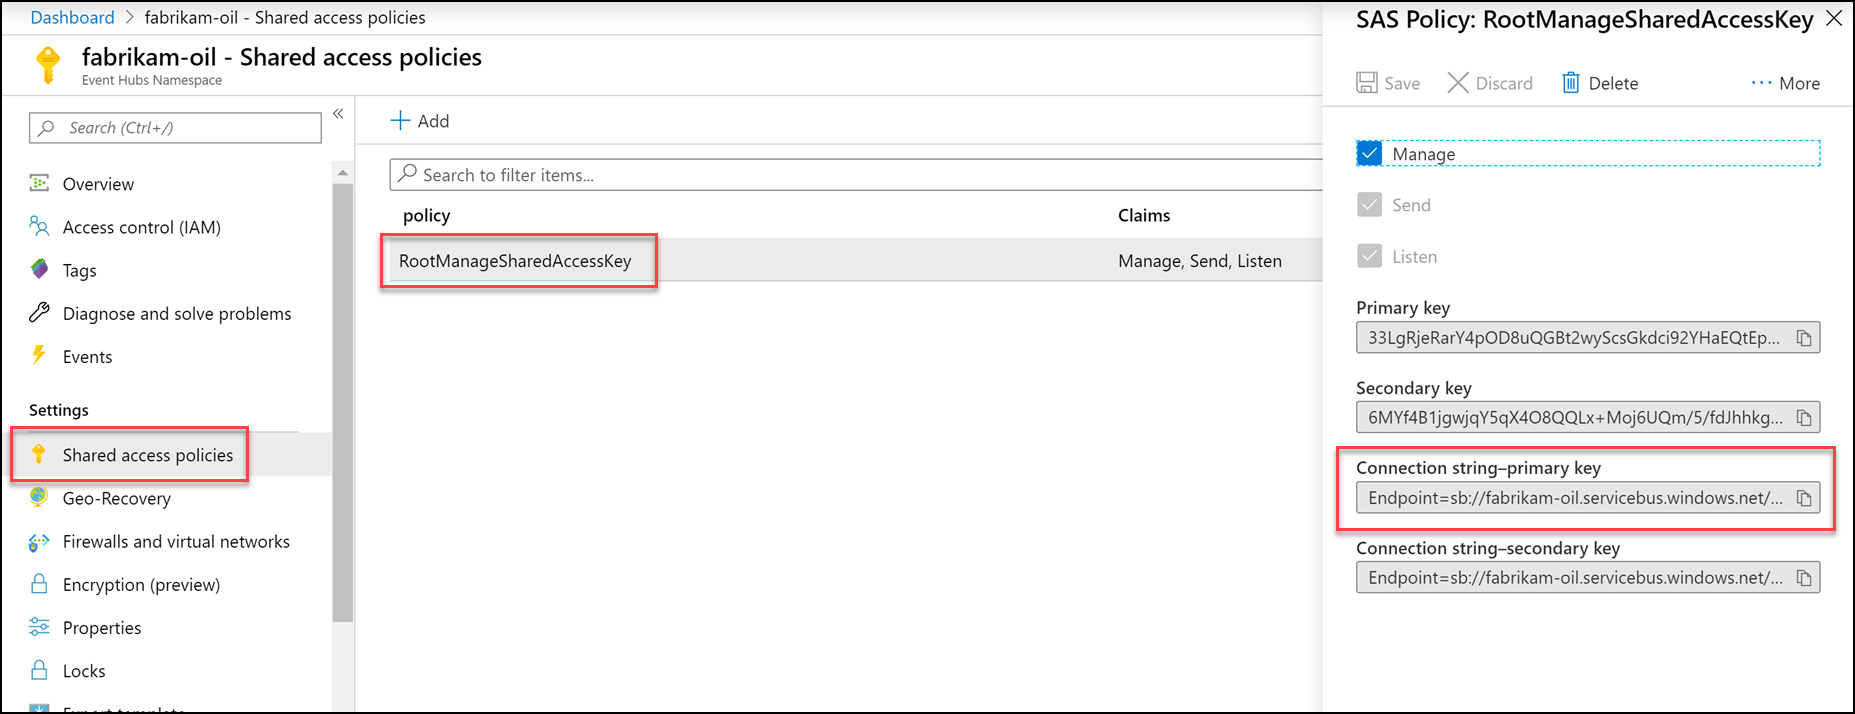 Dashboard > fabrikam-oil - Shared access policies
fabrikam-oil - Shared access policies
Event Hubs Namespace
Search (Ctrl+/)
«
Overview
Access control (IAM)
Tags
Diagnose and solve problems
Events
Settings
Shared access policies
Geo-Recovery
Firewalls and virtual networks
Encryption (preview)
Properties
Locks
Export template
Add
Search to filter items...
policy Claims
RootManageSharedAccessKey Manage, Send, Listen
SAS Policy: RootManageSharedAccessKey
Save Discard Delete ··· More
Manage
Send
Listen
Primary key
33LgRjeRarY4pOD8uQGBt2wyScsGkdci92YHaEQtEp...
Secondary key
6MYf4B1jgwjqY5qX4O8QQLx+Moj6UQm/5/fdJhhkg...
Connection string–primary key
Endpoint=sb://fabrikam-oil.servicebus.windows.net/...
Connection string–secondary key
Endpoint=sb://fabrikam-oil.servicebus.windows.net/...